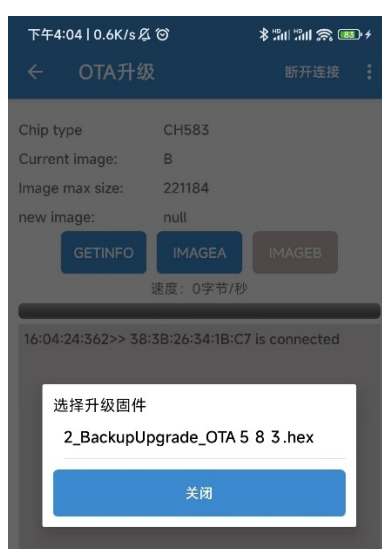 下午4:04 | 0.6K/s
83
OTA升级
断开连接
Chip type CH583
Current image: B
Image max size: 221184
new image: null
GETINFO IMAGEA IMAGEB
速度：0字节/秒
16:04:24:362>> 38:3B:26:34:1B:C7 is connected
选择升级固件
2_BackupUpgrade_OTA 5 8 3.hex
关闭